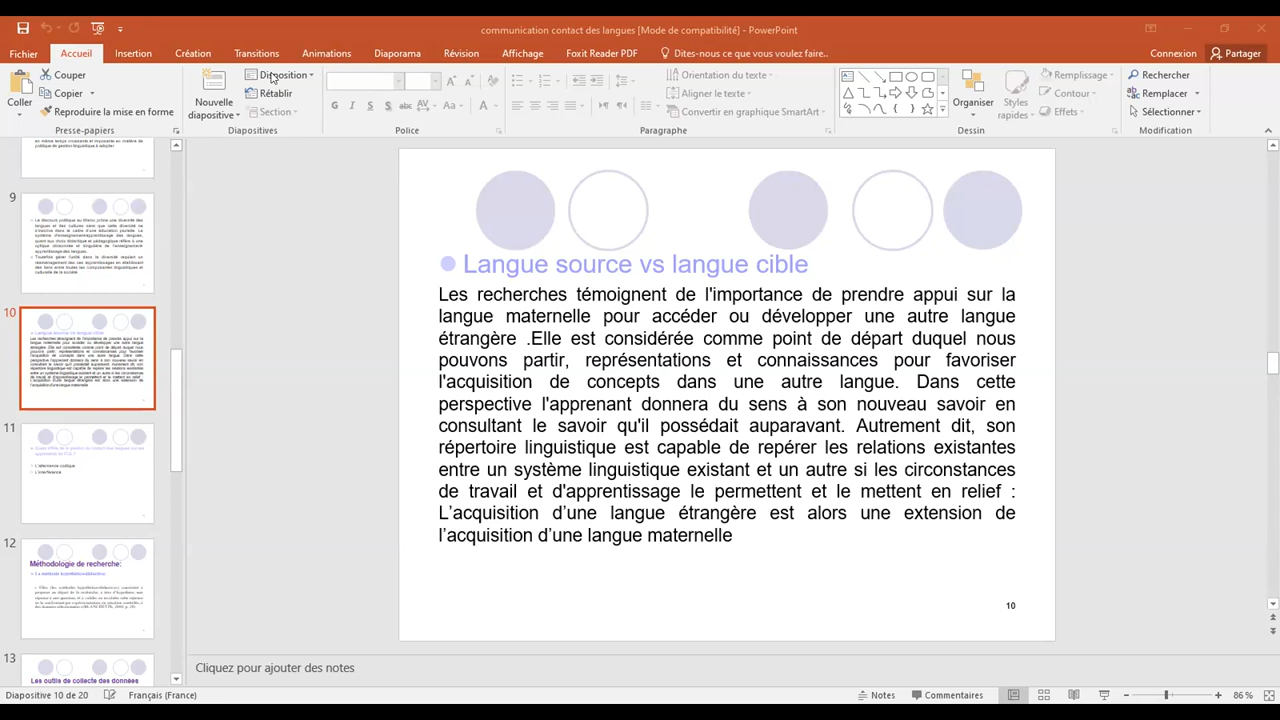 communication contact des langues [Mode de compatibilité] - PowerPoint
Fichier Accueil Insertion Création Transitions Animations Diaporama Révision Affichage Foxit Reader PDF Dites-nous ce que vous voulez faire.. Connexion Partager
Coller
Couper
Copier
Reproduire la mise en forme
Presse-papiers
Nouvelle
diapositive
Disposition
Rétablir
Section
Diapositives
Police
Orientation du texte
Aligner le texte
Convertir en graphique SmartArt
Paragraphe
Organiser
Styles
rapides
Remplissage
Contour
Effets
Dessin
Rechercher
Remplacer
Sélectionner
Modification
9
10
11
12
Méthodologie de recherche:
13
Les outils de collecte des données
Langue source vs langue cible
Les recherches témoignent de l'importance de prendre appui sur la
langue maternelle pour accéder ou développer une autre langue
étrangère .Elle est considérée comme point de départ duquel nous
pouvons partir, représentations et connaissances pour favoriser
l'acquisition de concepts dans une autre langue. Dans cette
perspective l'apprenant donnera du sens à son nouveau savoir en
consultant le savoir qu'il possédait auparavant. Autrement dit, son
répertoire linguistique est capable de reperer les relations existantes
entre un système linguistique existant et un autre si les circonstances
de travail et d'apprentissage le permettent et le mettent en relief :
L’acquisition d’une langue étrangère est alors une extension de
l’acquisition d’une langue maternelle
10
Cliquez pour ajouter des notes
Diapositive 10 de 20 Français (France) Notes Commentaires 86 %